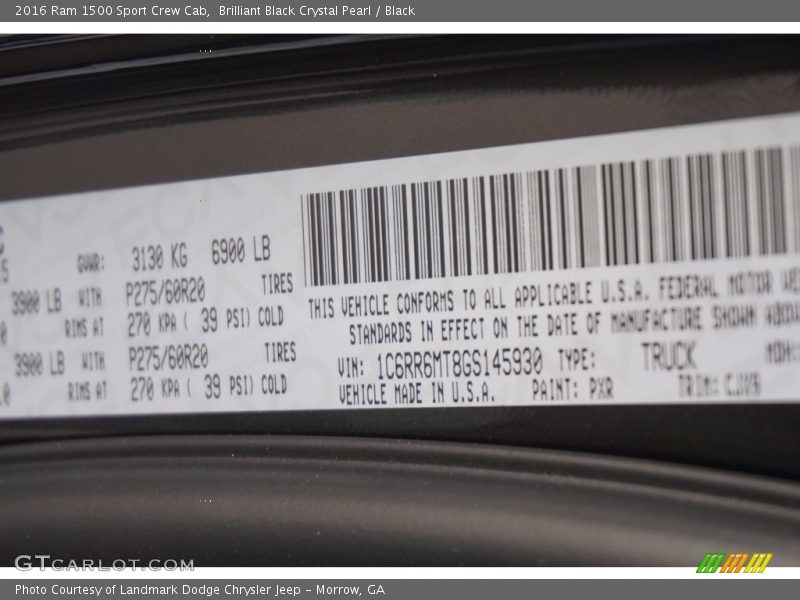 2016 Ram 1500 Sport Crew Cab,  Brilliant Black Crystal Pearl / Black
GVWR: 3130 KG 6900 LB
3900 LB WITH P275/60R20 TIRES
RIMS AT 270 KPA ( 39 PSI) COLD
3900 LB WITH P275/60R20 TIRES
RIMS AT 270 KPA ( 39 PSI) COLD
THIS VEHICLE CONFORMS TO ALL APPLICABLE U.S.A. FEDERAL MOTOR
STANDARDS IN EFFECT ON THE DATE OF MANUFACTURE SHOWN
VIN: 1C6RR6MT8GS145930 TYPE: TRUCK MDH:
VEHICLE MADE IN U.S.A. PAINT: PXR TRIM:
GTCARLOT.COM
Photo Courtesy of Landmark Dodge Chrysler Jeep – Morrow, GA